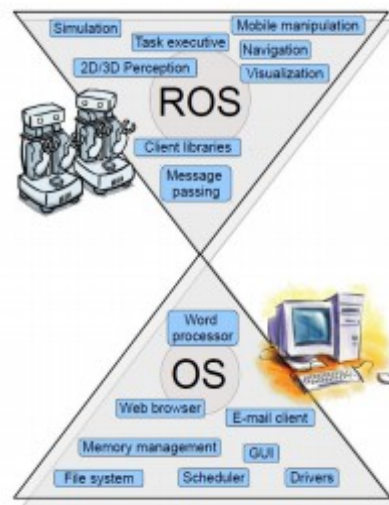 Simulation
Mobile manipulation
Task executive
Navigation
2D/3D Perception
Visualization
ROS
Client libraries
Message
passing
Word
processor
OS
Web browser
E-mail client
Memory management
GUI
File system
Scheduler
Drivers